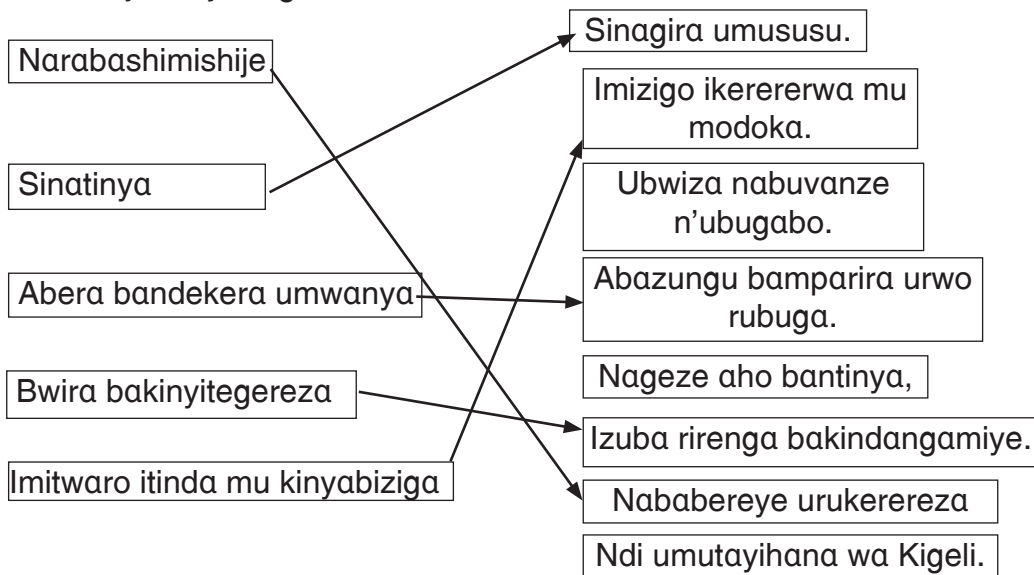 Narabashimishije
Sinatinya
Abera bandekera umwanya
Bwira bakinyitegereza
Imitwaro itinda mu kinyabiziga
Sinagira umususu.
Imizigo ikerererwa mu
modoka.
Ubwiza nabuvanze
n'ubugabo.
Abazungu bamparira urwo
rubuga.
Nageze aho bantinya,
Izuba rirenga bakindangamiye.
Nababereye urukerereza
Ndi umutayihana wa Kigeli.